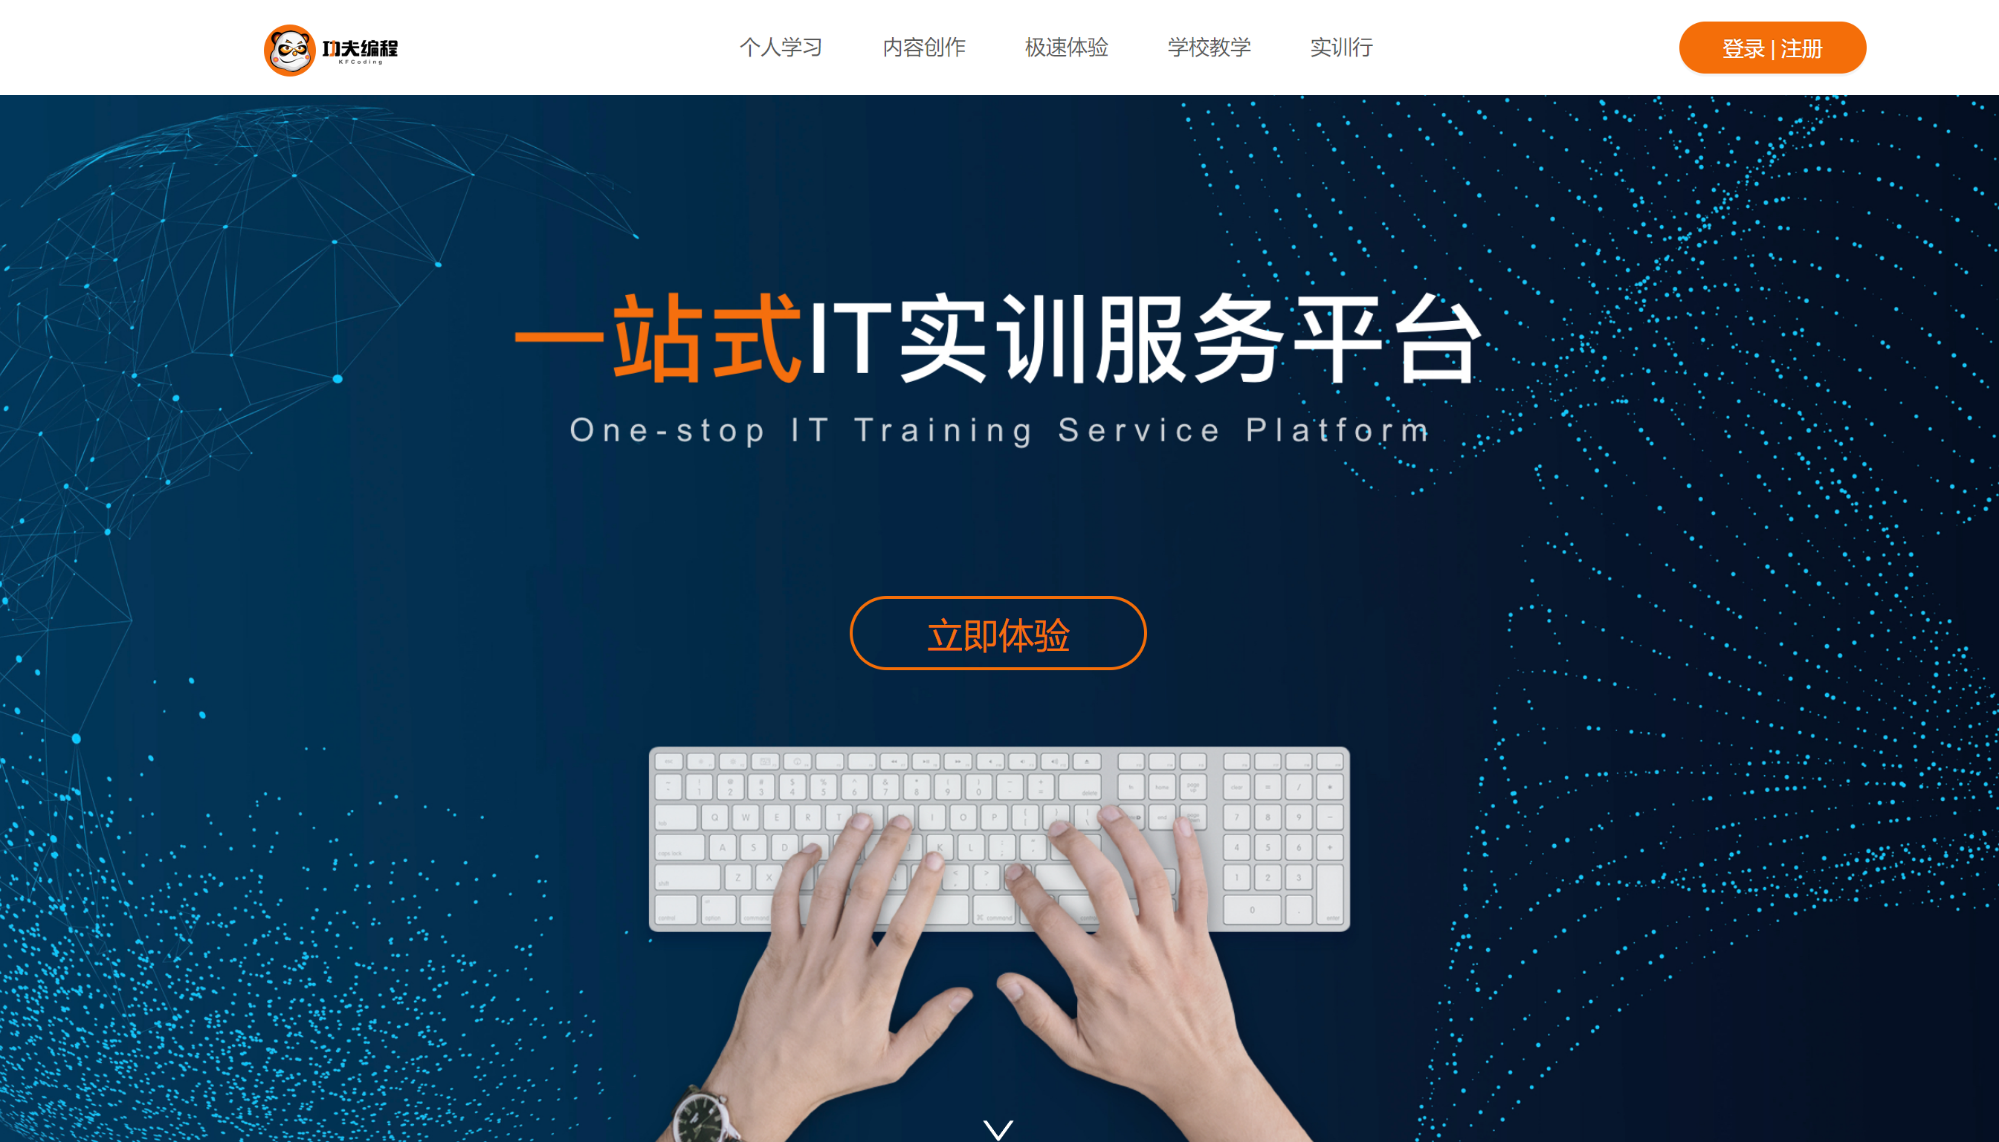 功夫编程
KFCoding
个人学习 内容创作 极速体验 学校教学 实训行
登录 | 注册
一站式IT实训服务平台
One-stop IT Training Service Platform
立即体验